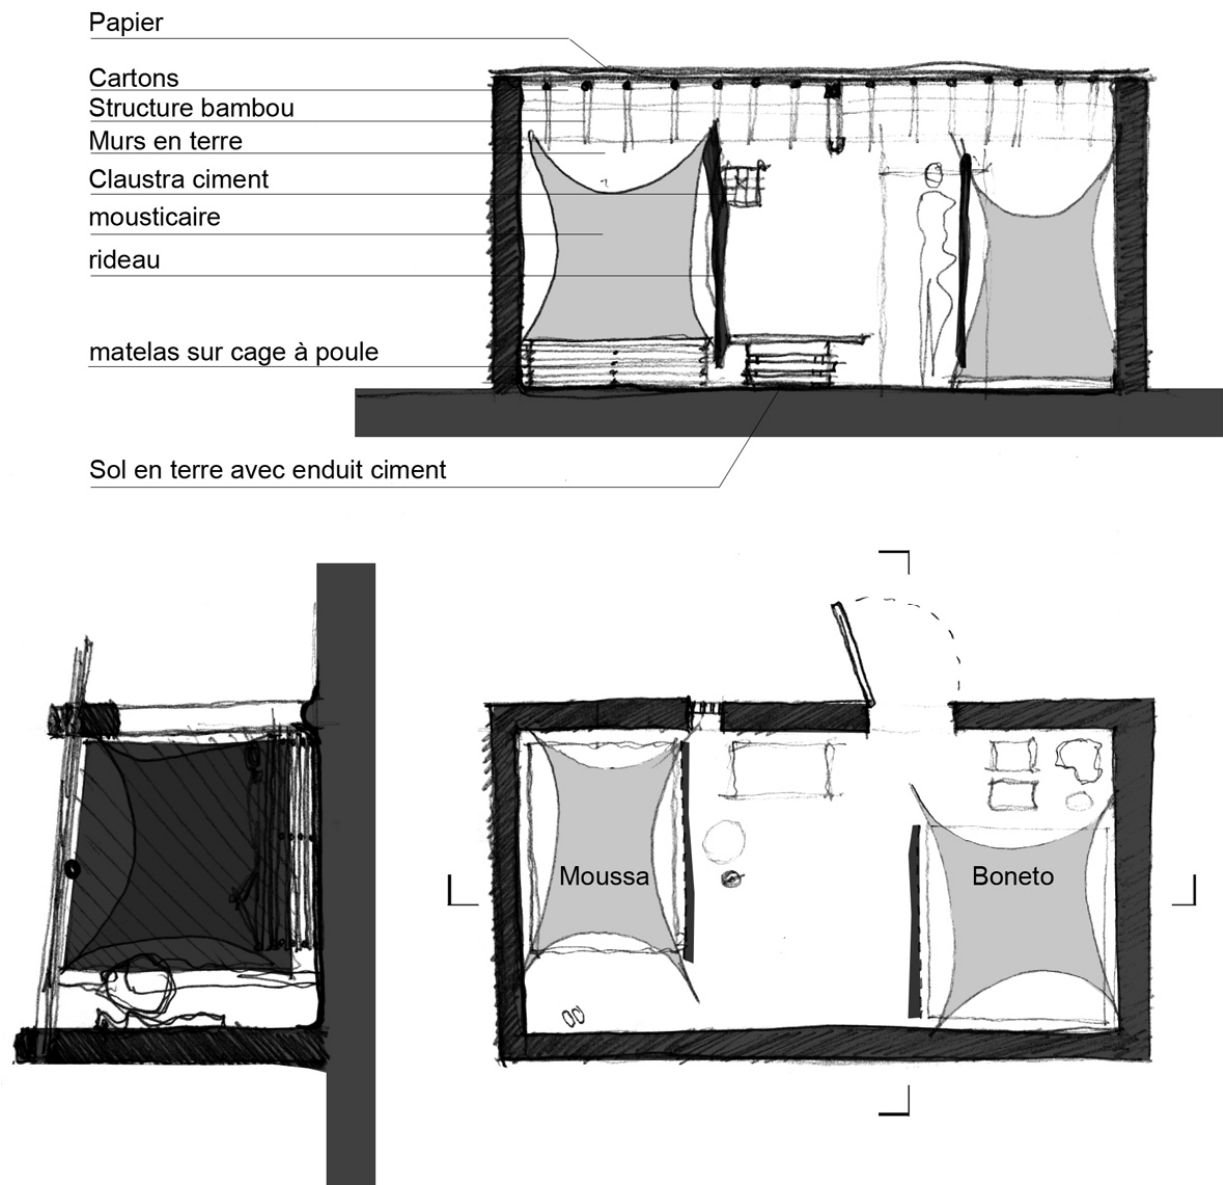 Papier
Cartons
Structure bambou
Murs en terre
Claustra ciment
mousticaire
rideau
matelas sur cage à poule
Sol en terre avec enduit ciment
Moussa
Boneto